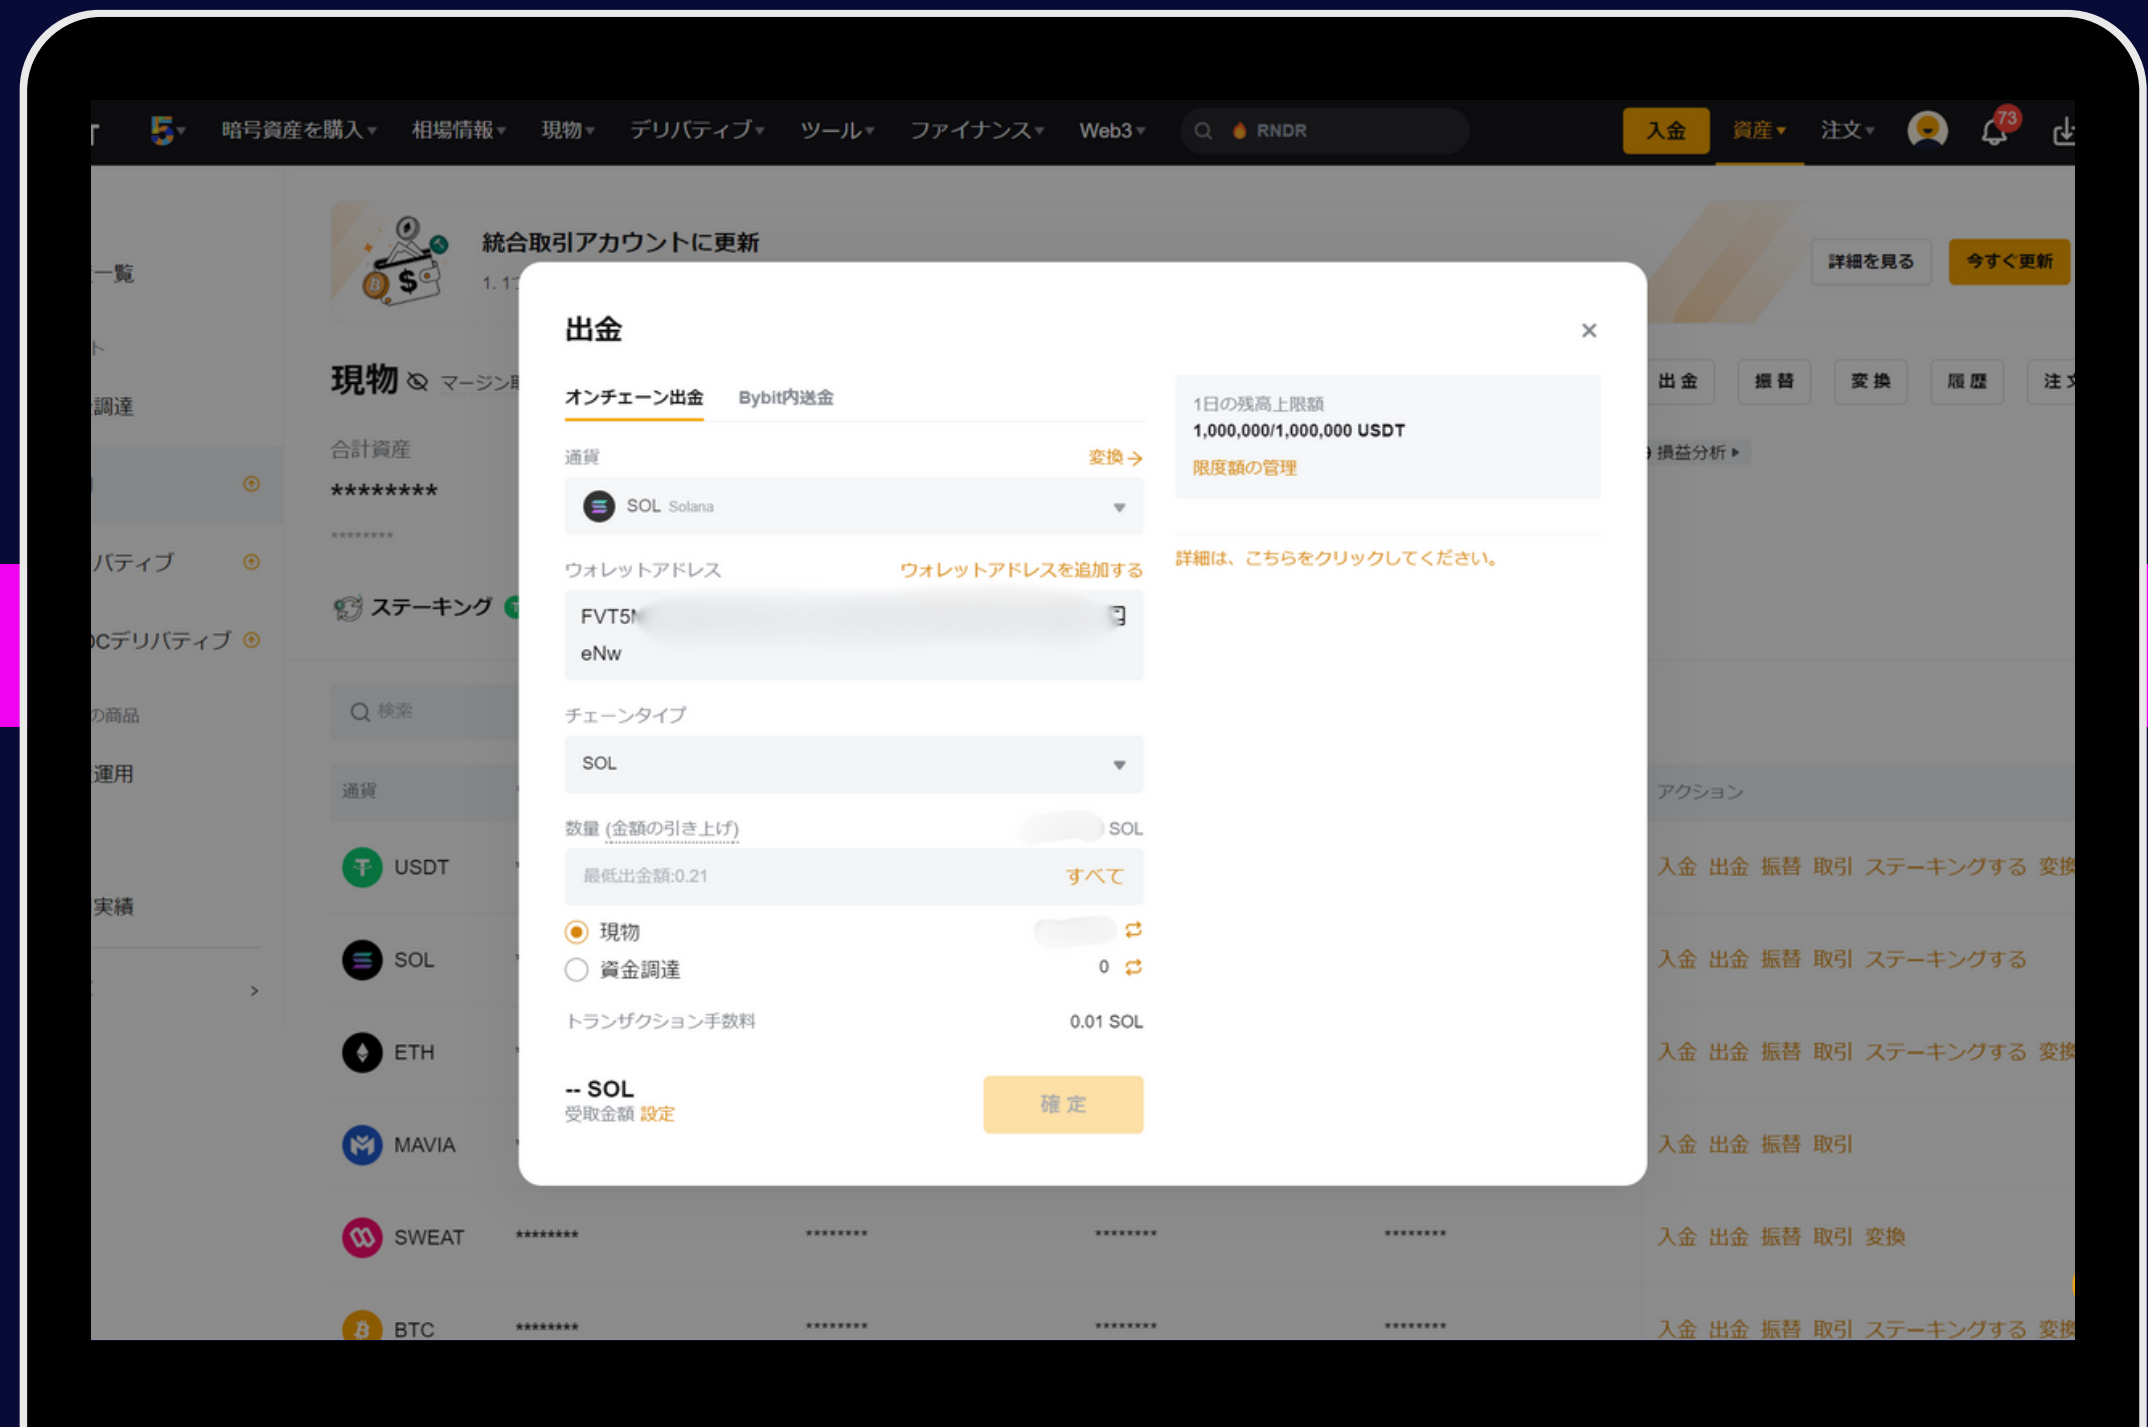 暗号資産を購入 相場情報 現物 デリバティブ ツール ファイナンス Web3 RNDR 入金 資産 注文 73
統合取引アカウントに更新
1. 1
詳細を見る 今すぐ更新
一覧
ト
調達
バティブ
DCデリバティブ
の商品
運用
実績
現物 マージン
出金 振替 変換 履歴 注文
合計資産
********
********
損益分析
ステーキング
検索
通貨
アクション
出金
オンチェーン出金 Bybit内送金
通貨 変換→
SOL Solana
ウォレットアドレス ウォレットアドレスを追加する
FVT5
eNw
チェーンタイプ
SOL
数量 (金額の引き上げ) SOL
最低出金額:0.21 すべて
現物
資金調達 0
トランザクション手数料 0.01 SOL
-- SOL
受取金額 設定
確定
1日の残高上限額
1,000,000/1,000,000 USDT
限度額の管理
詳細は、こちらをクリックしてください。
USDT 入金 出金 振替 取引 ステーキングする 変換
SOL 入金 出金 振替 取引 ステーキングする
ETH 入金 出金 振替 取引 ステーキングする 変換
MAVIA 入金 出金 振替 取引
SWEAT ******** ******** ******** ******** 入金 出金 振替 取引 変換
BTC ******** ******** ******** ******** 入金 出金 振替 取引 ステーキングする 変換